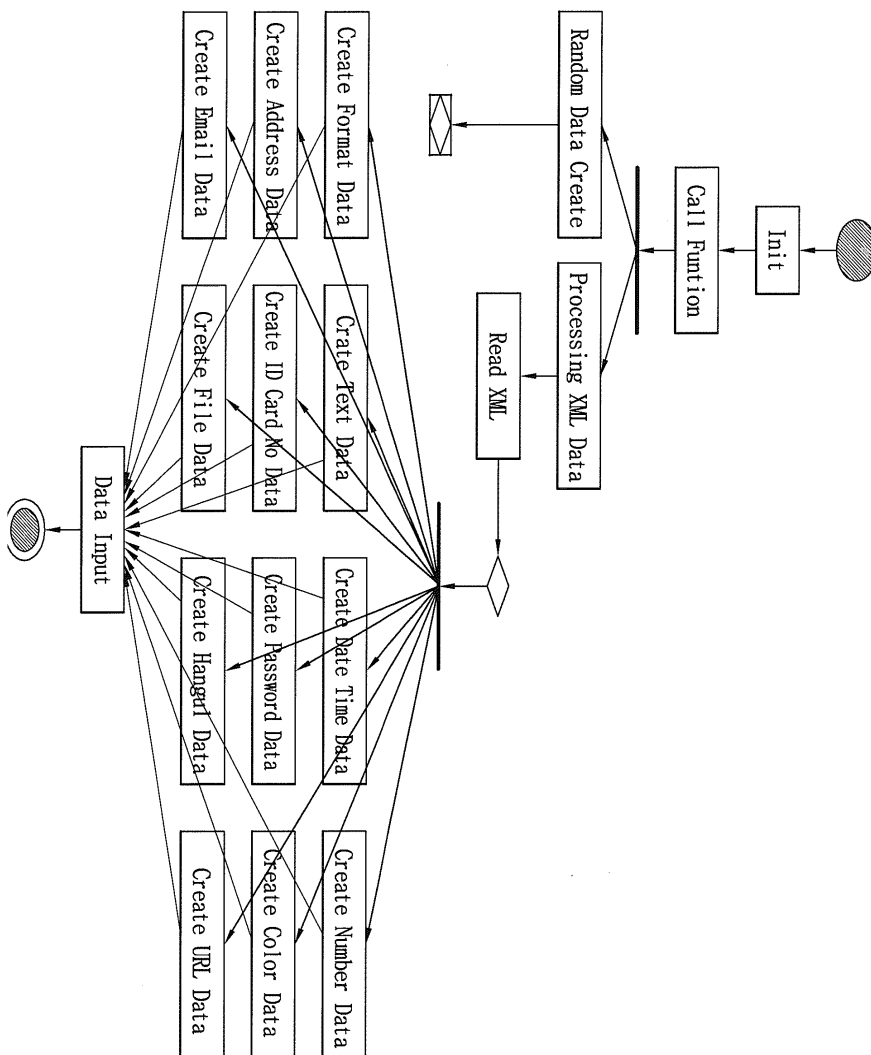 Init
Call Funtion
Random Data Create
Processing XML Data
Read XML
Create Format Data
Crate Text Data
Create Date Time Data
Create Number Data
Create Address Data
Create ID Card No Data
Create Password Data
Create Color Data
Create Email Data
Create File Data
Create Hangul Data
Create URL Data
Data Input